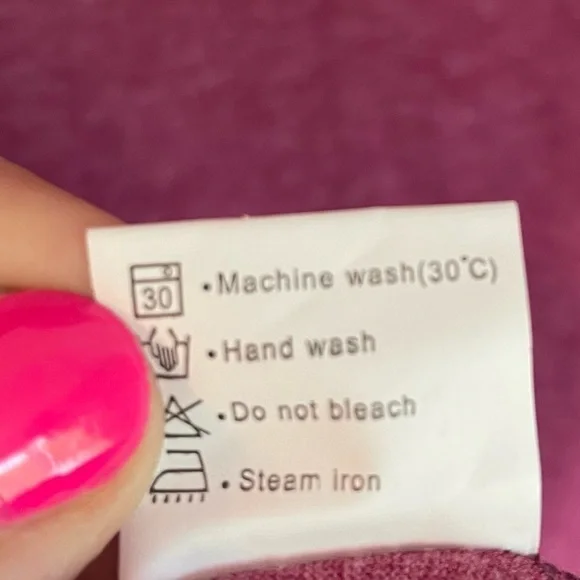 30 •Machine wash(30°C)
•Hand wash
•Do not bleach
•Steam iron